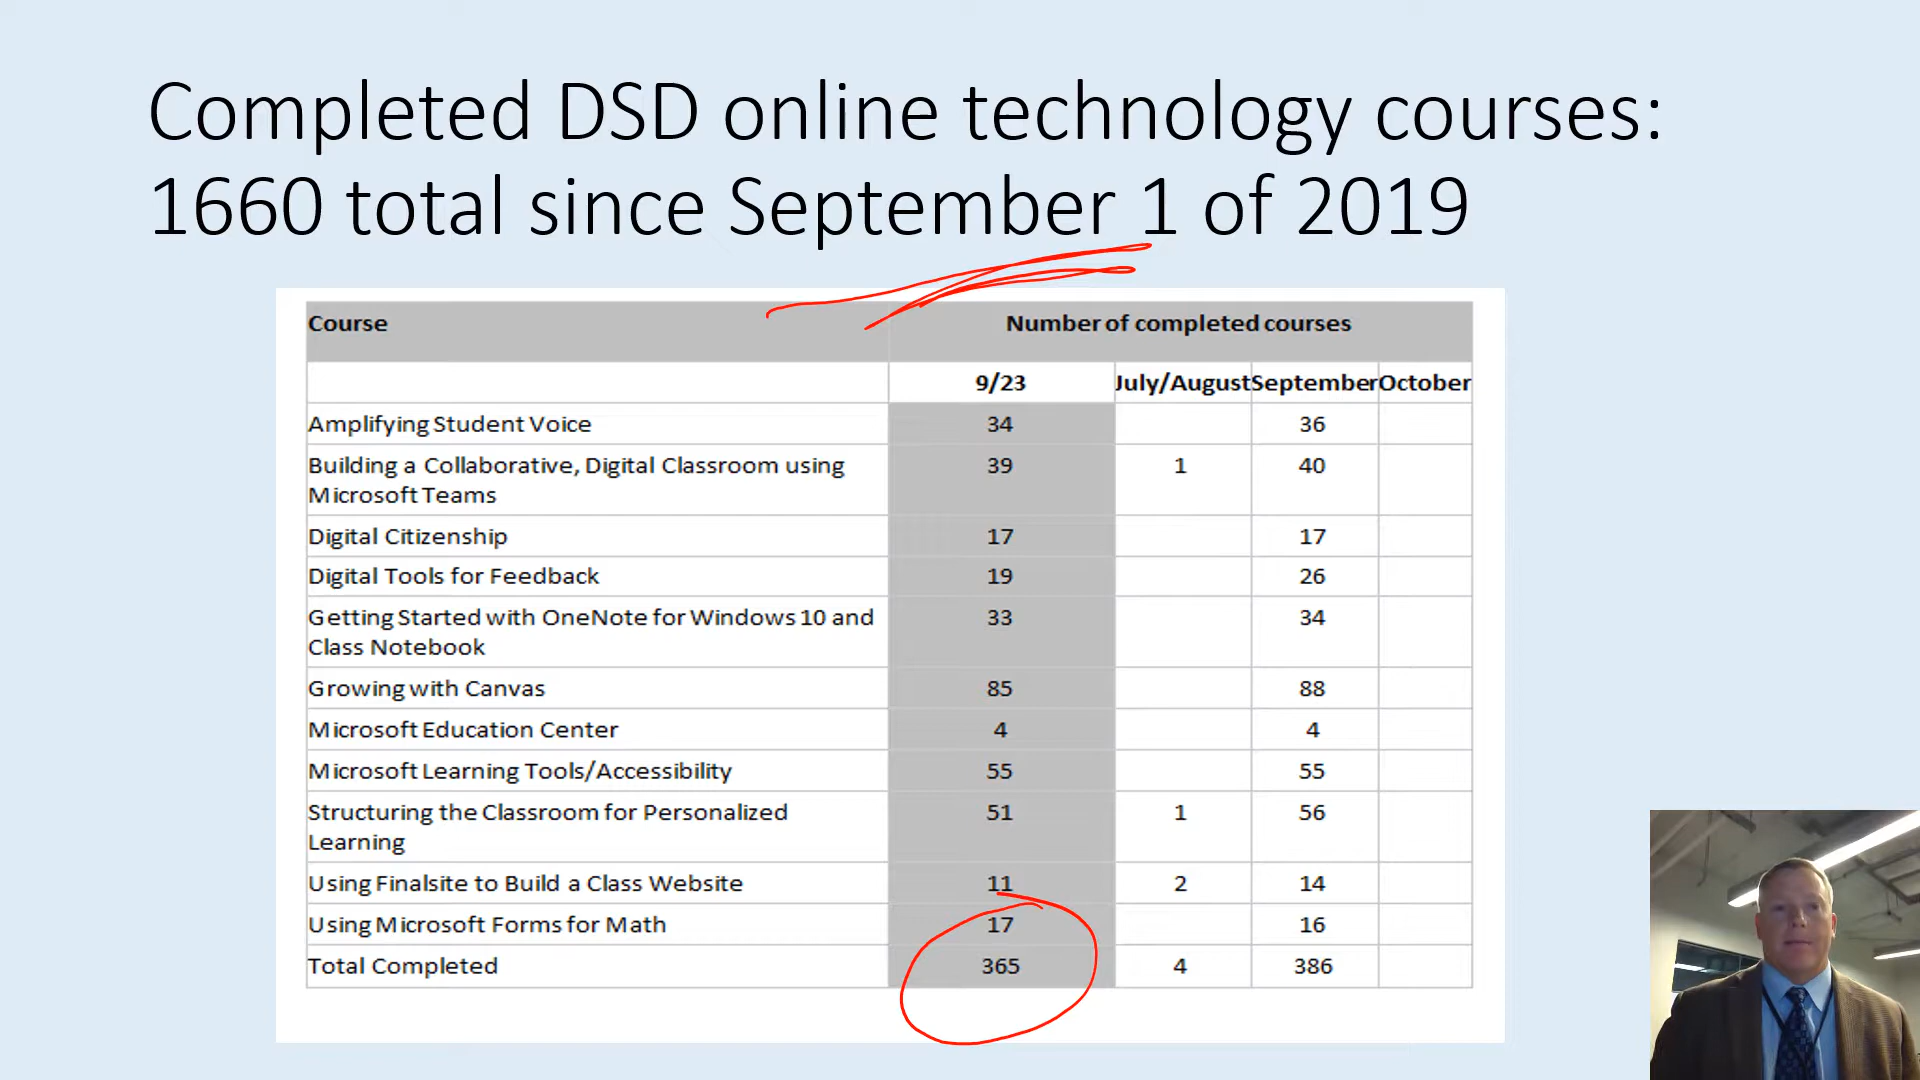 Completed DSD online technology courses:
1660 total since September 1 of 2019
Course Number of completed courses
9/23 July/August September October
Amplifying Student Voice 34 36
Building a Collaborative, Digital Classroom using
Microsoft Teams 39 1 40
Digital Citizenship 17 17
Digital Tools for Feedback 19 26
Getting Started with OneNote for Windows 10 and
Class Notebook 33 34
Growing with Canvas 85 88
Microsoft Education Center 4 4
Microsoft Learning Tools/Accessibility 55 55
Structuring the Classroom for Personalized
Learning 51 1 56
Using Finalsite to Build a Class Website 11 2 14
Using Microsoft Forms for Math 17 16
Total Completed 365 4 386